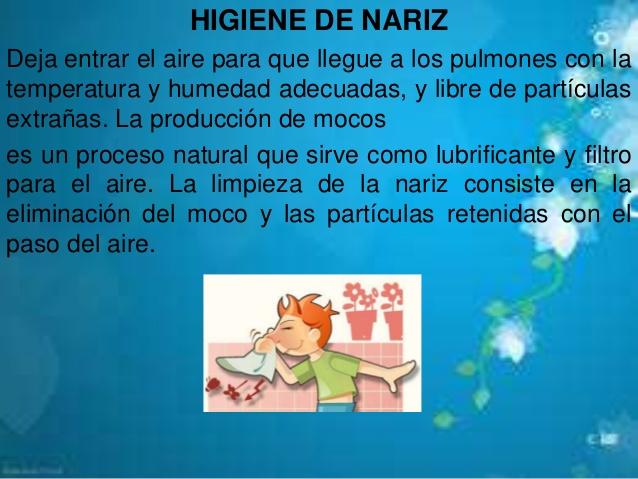 HIGIENE DE NARIZ
Deja entrar el aire para que llegue a los pulmones con la
temperatura y humedad adecuadas, y libre de partículas
extrañas. La producción de mocos
es un proceso natural que sirve como lubrificante y filtro
para el aire. La limpieza de la nariz consiste en la
eliminación del moco y las partículas retenidas con el
paso del aire.